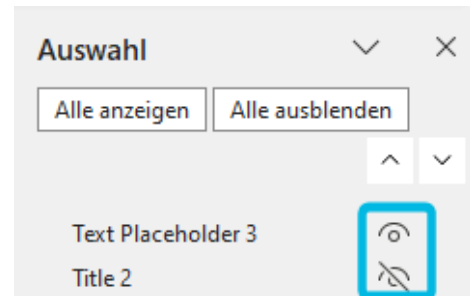 Auswahl
Alle anzeigen Alle ausblenden
Text Placeholder 3
Title 2